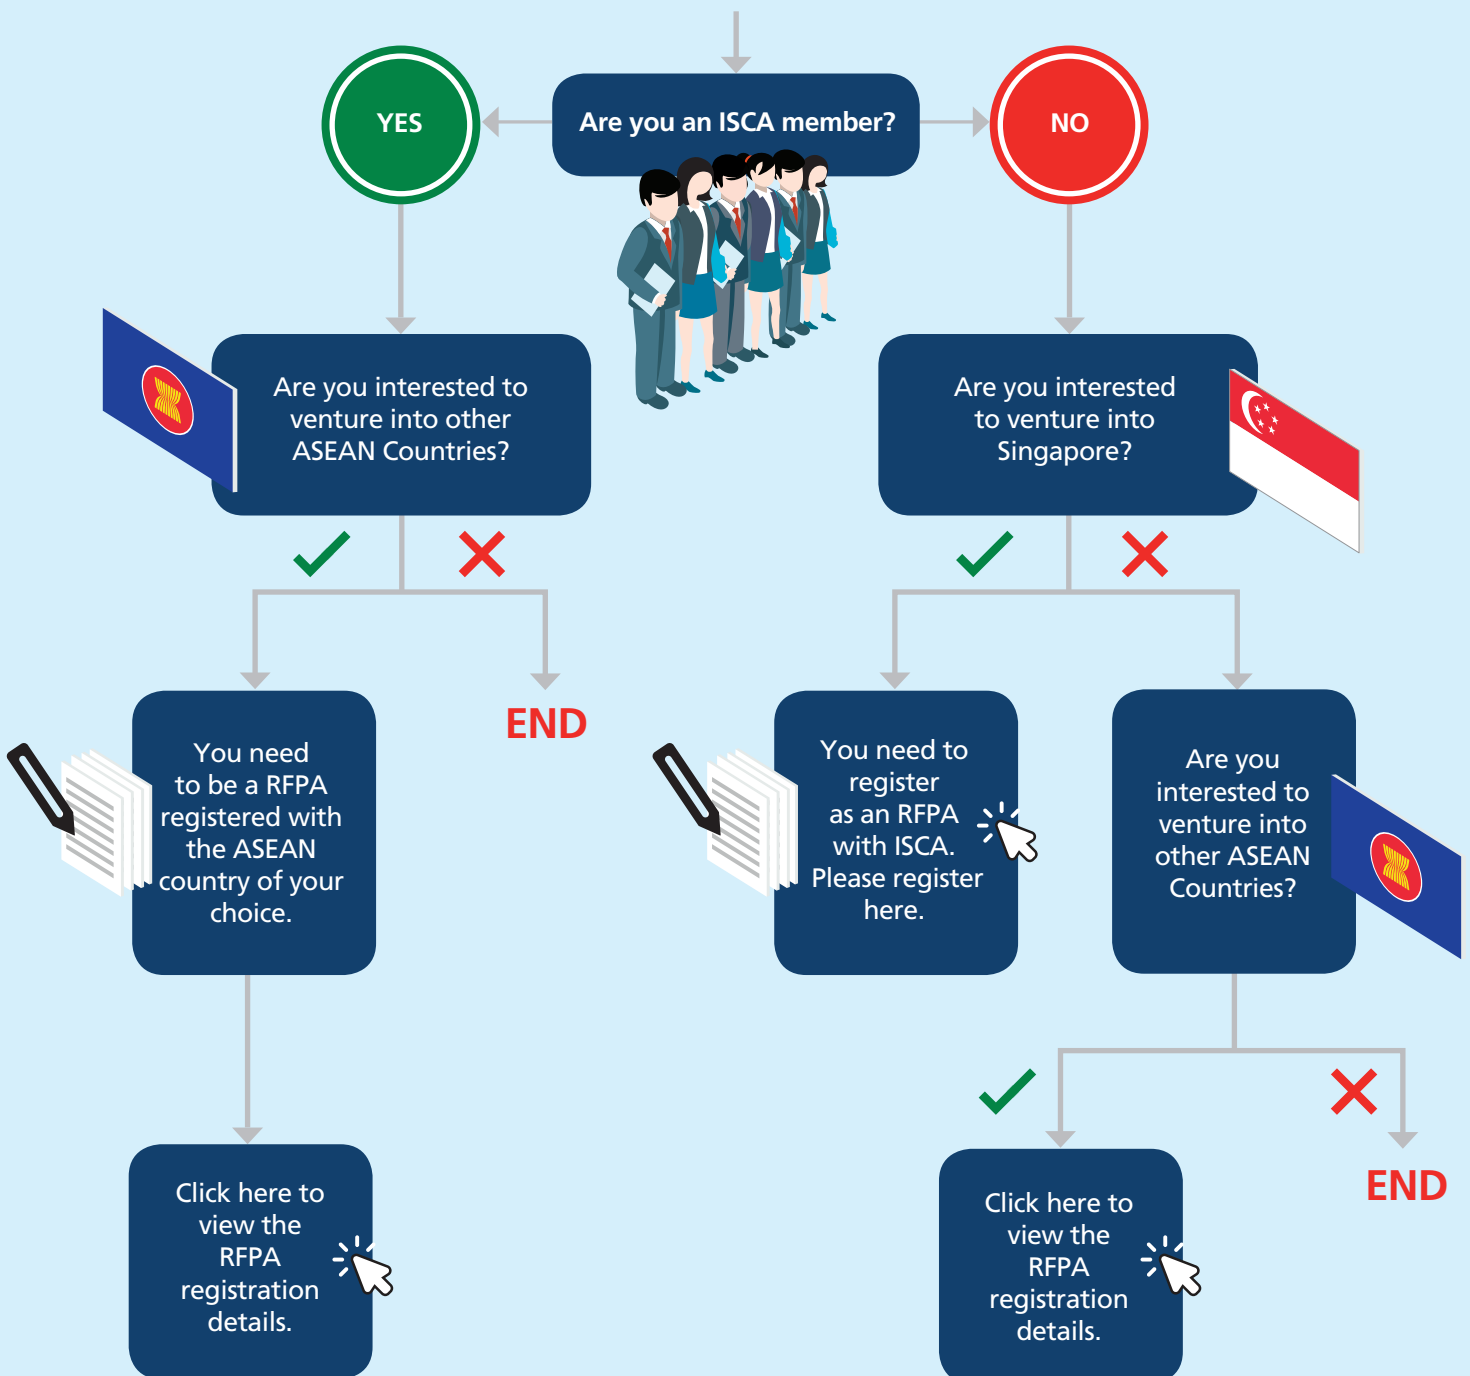 YES
Are you an ISCA member?
NO
Are you interested to
venture into other
ASEAN Countries?
Are you interested
to venture into
Singapore?
You need
to be a RFPA
registered with
the ASEAN
country of your
choice.
END
You need to
register
as an RFPA
with ISCA.
Please register
here.
Are you
interested to
venture into
other ASEAN
Countries?
Click here to
view the
RFPA
registration
details.
Click here to
view the
RFPA
registration
details.
END